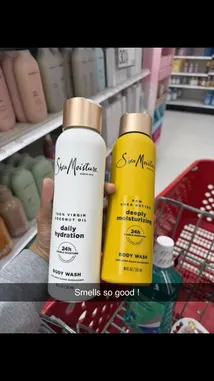 SheaMoisture
100% VIRGIN
COCONUT OIL
daily
hydration
24h
BODY WASH
SheaMoisture
RAW
SHEA BUTTER
deeply
moisturizing
24h
BODY WASH
Smells so good !